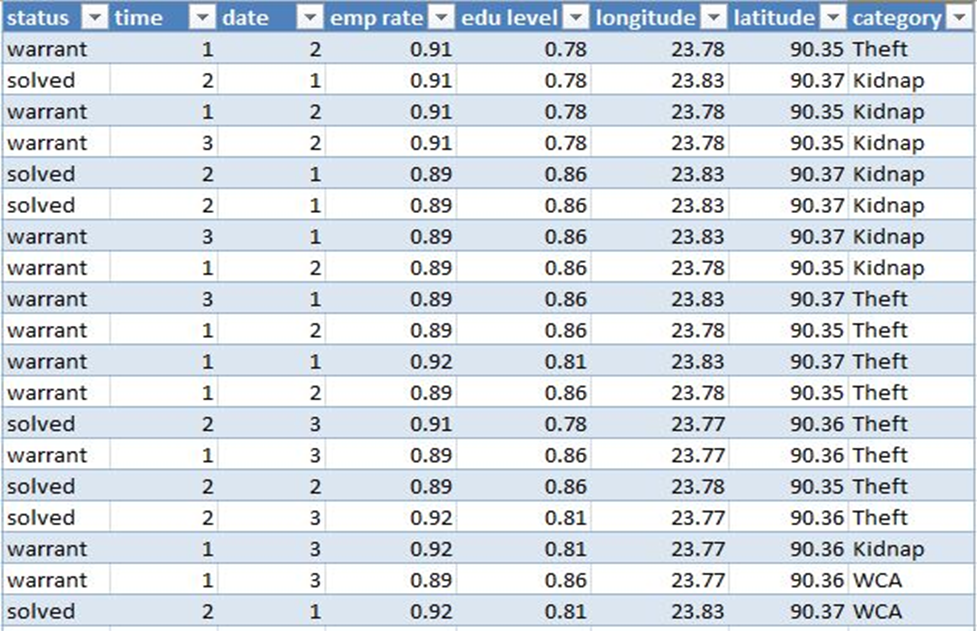 status time date emp rate edu level longitude latitude category
warrant 1 2 0.91 0.78 23.78 90.35 Theft
solved 2 1 0.91 0.78 23.83 90.37 Kidnap
warrant 1 2 0.91 0.78 23.78 90.35 Kidnap
warrant 3 2 0.91 0.78 23.78 90.35 Kidnap
solved 2 1 0.89 0.86 23.83 90.37 Kidnap
solved 2 1 0.89 0.86 23.83 90.37 Kidnap
warrant 3 1 0.89 0.86 23.83 90.37 Kidnap
warrant 1 2 0.89 0.86 23.78 90.35 Kidnap
warrant 3 1 0.89 0.86 23.83 90.37 Theft
warrant 1 2 0.89 0.86 23.78 90.35 Theft
warrant 1 1 0.92 0.81 23.83 90.37 Theft
warrant 1 2 0.89 0.86 23.78 90.35 Theft
solved 2 3 0.91 0.78 23.77 90.36 Theft
warrant 1 3 0.89 0.86 23.77 90.36 Theft
solved 2 2 0.89 0.86 23.78 90.35 Theft
solved 2 3 0.92 0.81 23.77 90.36 Theft
warrant 1 3 0.92 0.81 23.77 90.36 Kidnap
warrant 1 3 0.89 0.86 23.77 90.36 WCA
solved 2 1 0.92 0.81 23.83 90.37 WCA